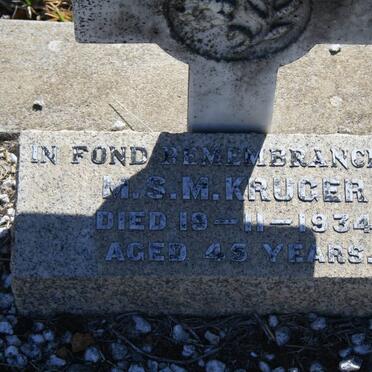 IN FOND REMEMBRANCE
M.S.M. KRUGER
DIED 19-11-1934
AGED 45 YEARS.